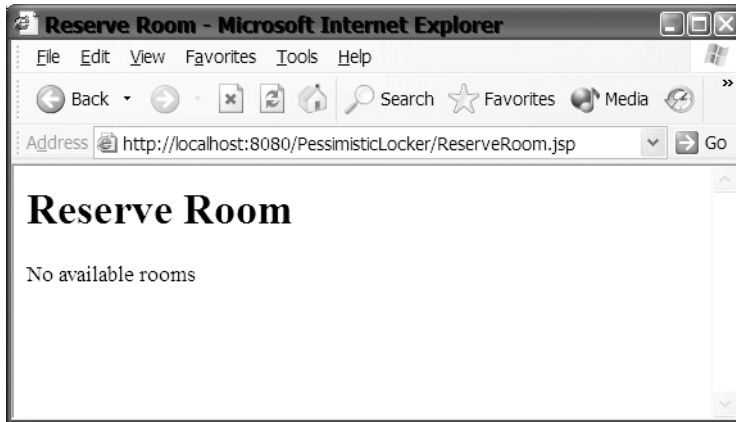 Reserve Room - Microsoft Internet Explorer
File Edit View Favorites Tools Help
Back Search Favorites Media »
Address http://localhost:8080/PessimisticLocker/ReserveRoom.jsp Go
Reserve Room
No available rooms